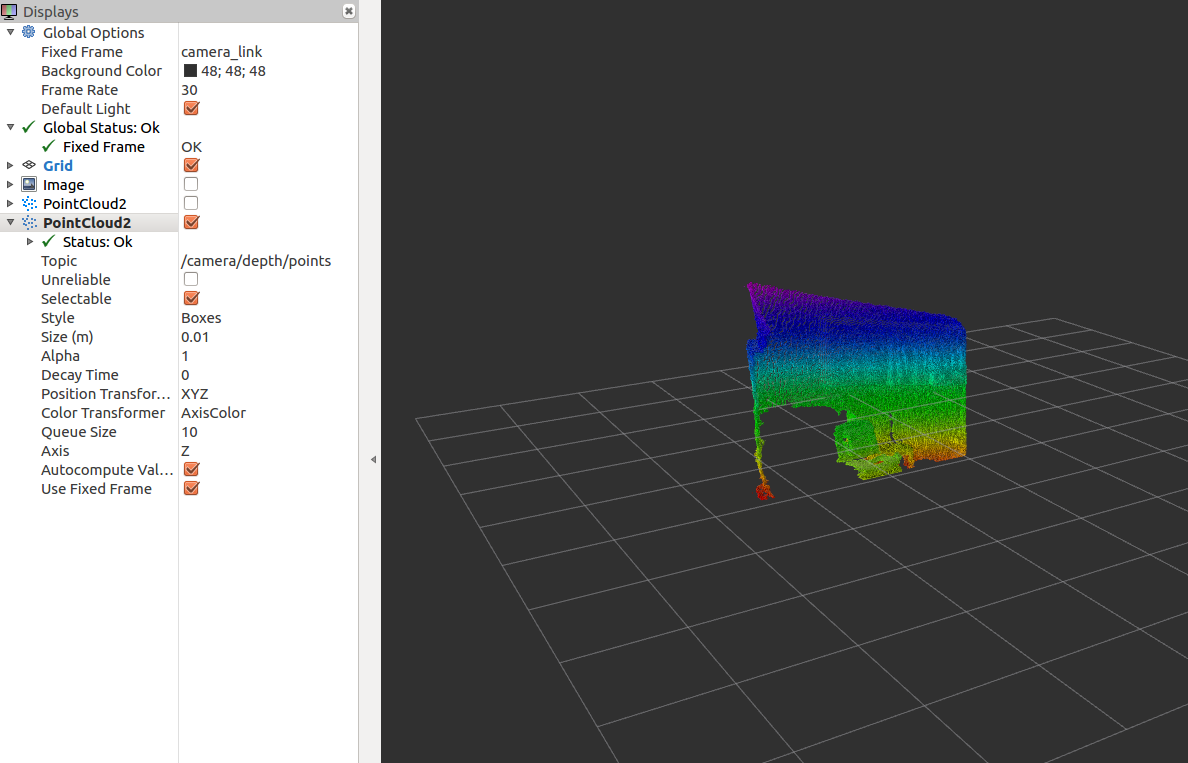 Displays
Global Options
Fixed Frame camera_link
Background Color 48; 48; 48
Frame Rate 30
Default Light
Global Status: Ok
Fixed Frame OK
Grid
Image
PointCloud2
PointCloud2
Status: Ok
Topic /camera/depth/points
Unreliable
Selectable
Style Boxes
Size (m) 0.01
Alpha 1
Decay Time 0
Position Transfor... XYZ
Color Transformer AxisColor
Queue Size 10
Axis Z
Autocompute Val...
Use Fixed Frame